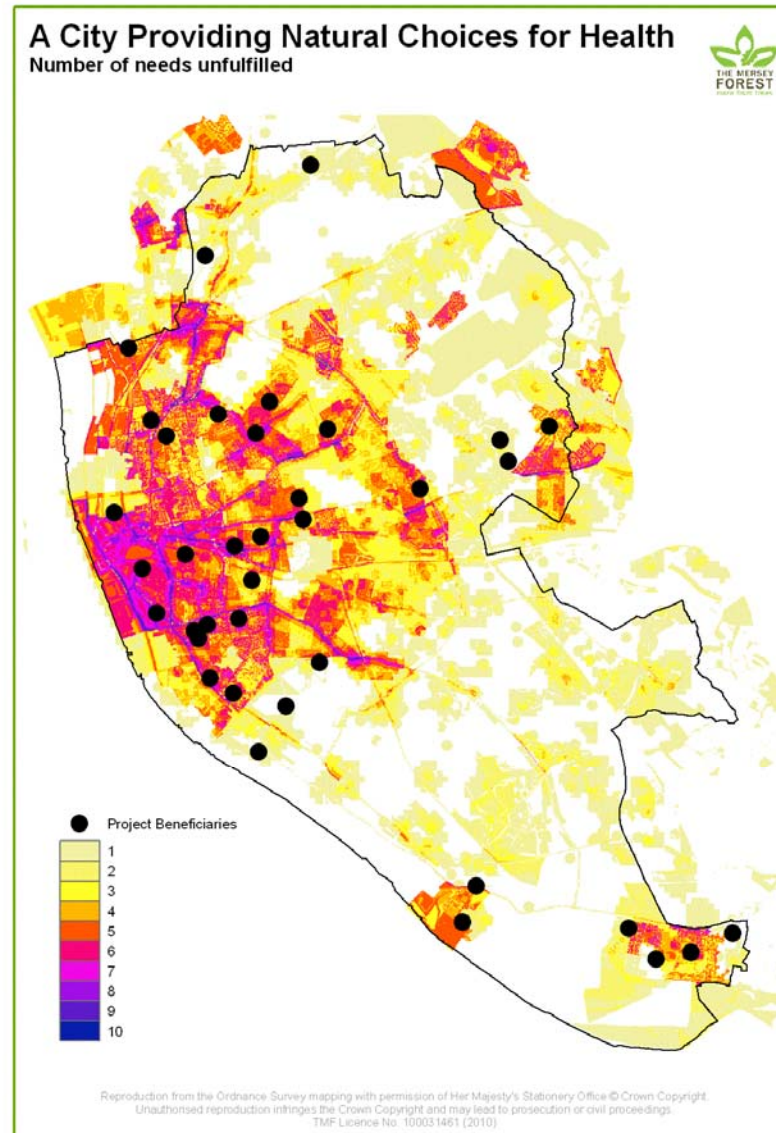 A City Providing Natural Choices for Health
Number of needs unfulfilled
THE MERSEY
FOREST
Project Beneficiaries
1
2
3
4
5
6
7
8
9
10
Reproduction from the Ordnance Survey mapping with permission of Her Majesty's Stationery Office © Crown Copyright.
Unauthorised reproduction infringes the Crown Copyright and may lead to prosecution or civil proceedings.
TMF Licence No. 100031461 (2010)